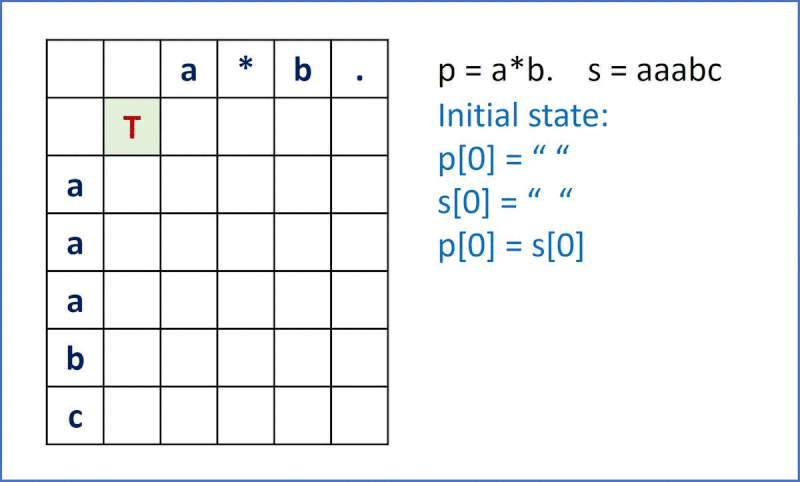 a * b .
T
a
a
a
b
c
p = a*b. s = aaabc
Initial state:
p[0] = “ “
s[0] = “ “
p[0] = s[0]